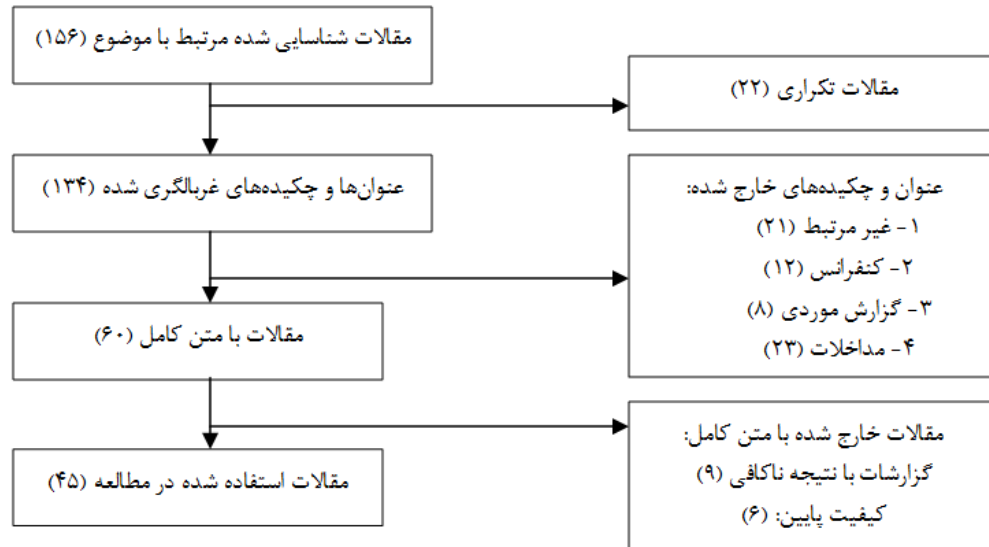 مقالات شناسایی شده مرتبط با موضوع (۱۵۶)
مقالات تکراری (۲۲)
عنوان‌ها و چکیده‌های غربالگری شده (۱۳۴)
عنوان و چکیده‌های خارج شده:
۱- غیر مرتبط (۲۱)
۲- کنفرانس (۱۲)
۳- گزارش موردی (۸)
۴- مداخلات (۲۳)
مقالات با متن کامل (۶۰)
مقالات خارج شده با متن کامل:
گزارشات با نتیجه ناکافی (۹)
کیفیت پایین: (۶)
مقالات استفاده شده در مطالعه (۴۵)